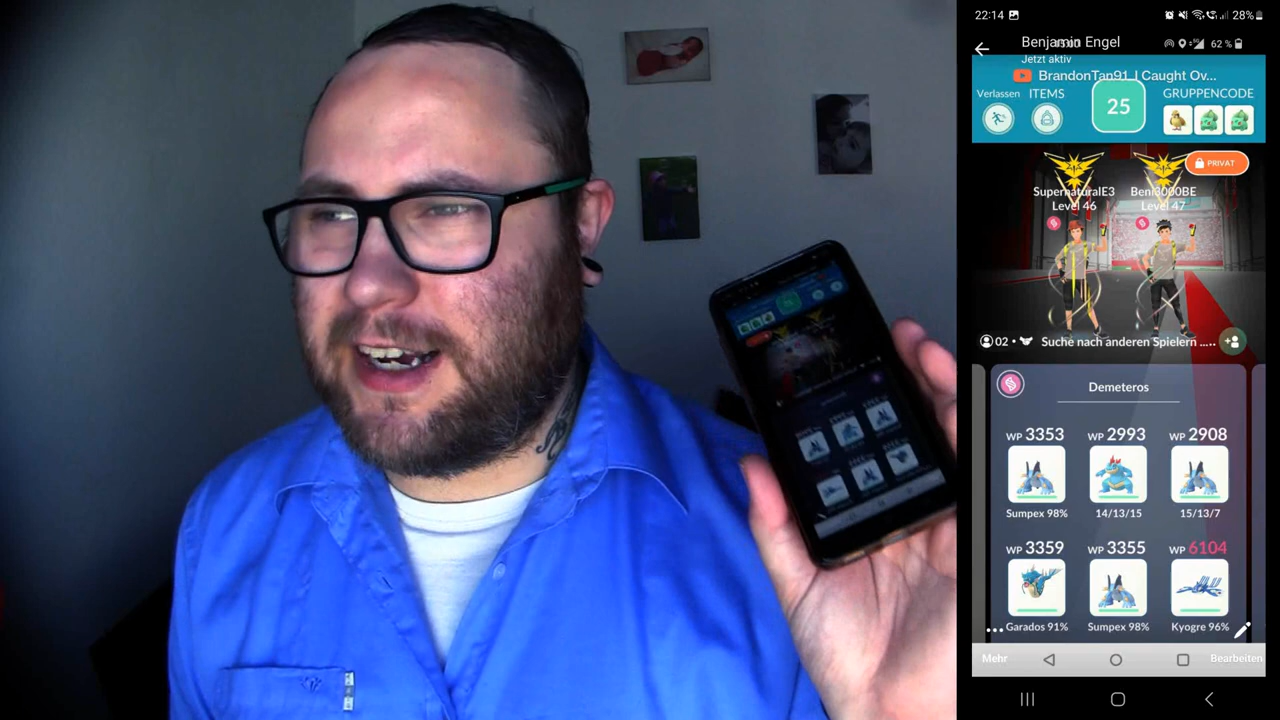 22:14
28%
Benjamin Engel
62 %
Jetzt aktiv
BrandonTan91 I Caught Ov...
Verlassen ITEMS 25 GRUPPENCODE
PRIVAT
SupernaturalE3 Beni3000BE
Level 46 Level 47
02 • Suche nach anderen Spielern ...
Demeteros
WP 3353 WP 2993 WP 2908
Sumpex 98% 14/13/15 15/13/7
WP 3359 WP 3355 WP 6104
Garados 91% Sumpex 98% Kyogre 96%
Mehr Bearbeiten